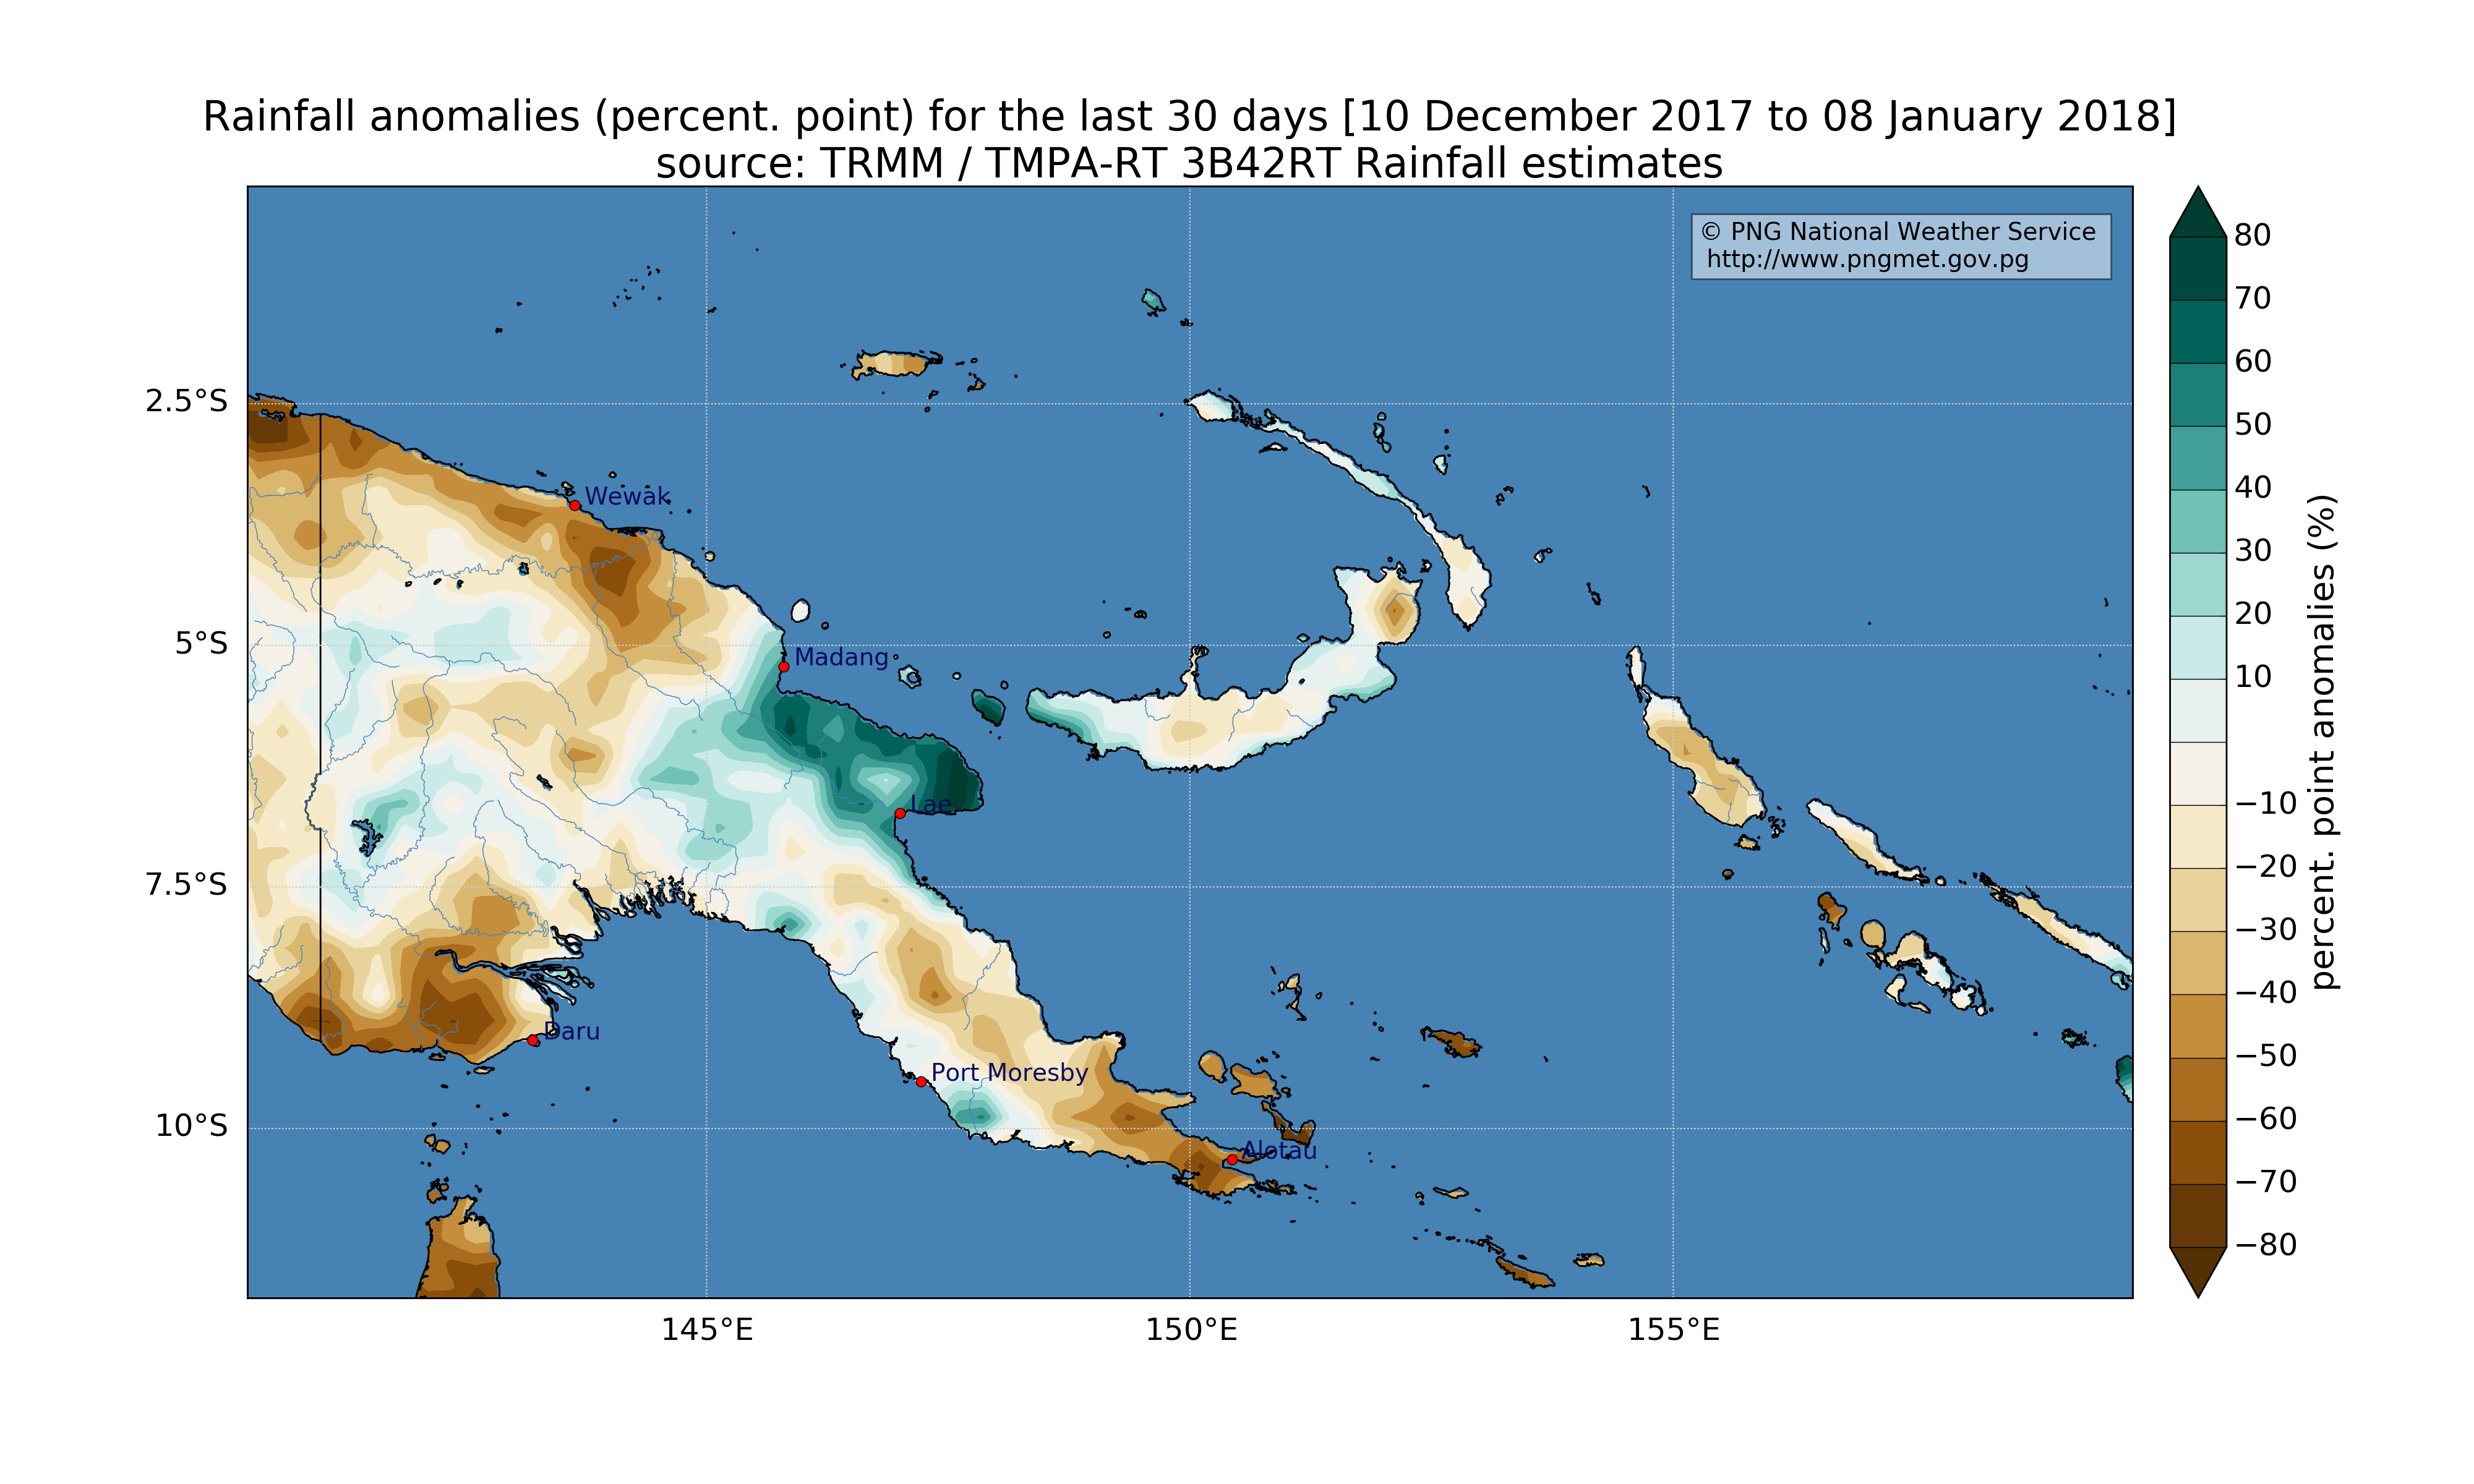 Rainfall anomalies (percent. point) for the last 30 days [10 December 2017 to 08 January 2018]
source: TRMM / TMPA-RT 3B42RT Rainfall estimates
© PNG National Weather Service
http://www.pngmet.gov.pg
80
70
60
50
40
30
20
10
−10
−20
−30
−40
−50
−60
−70
−80
percent. point anomalies (%)
2.5°S
5°S
7.5°S
10°S
Wewak
Madang
Lae
Daru
Port Moresby
Alotau
145°E
150°E
155°E